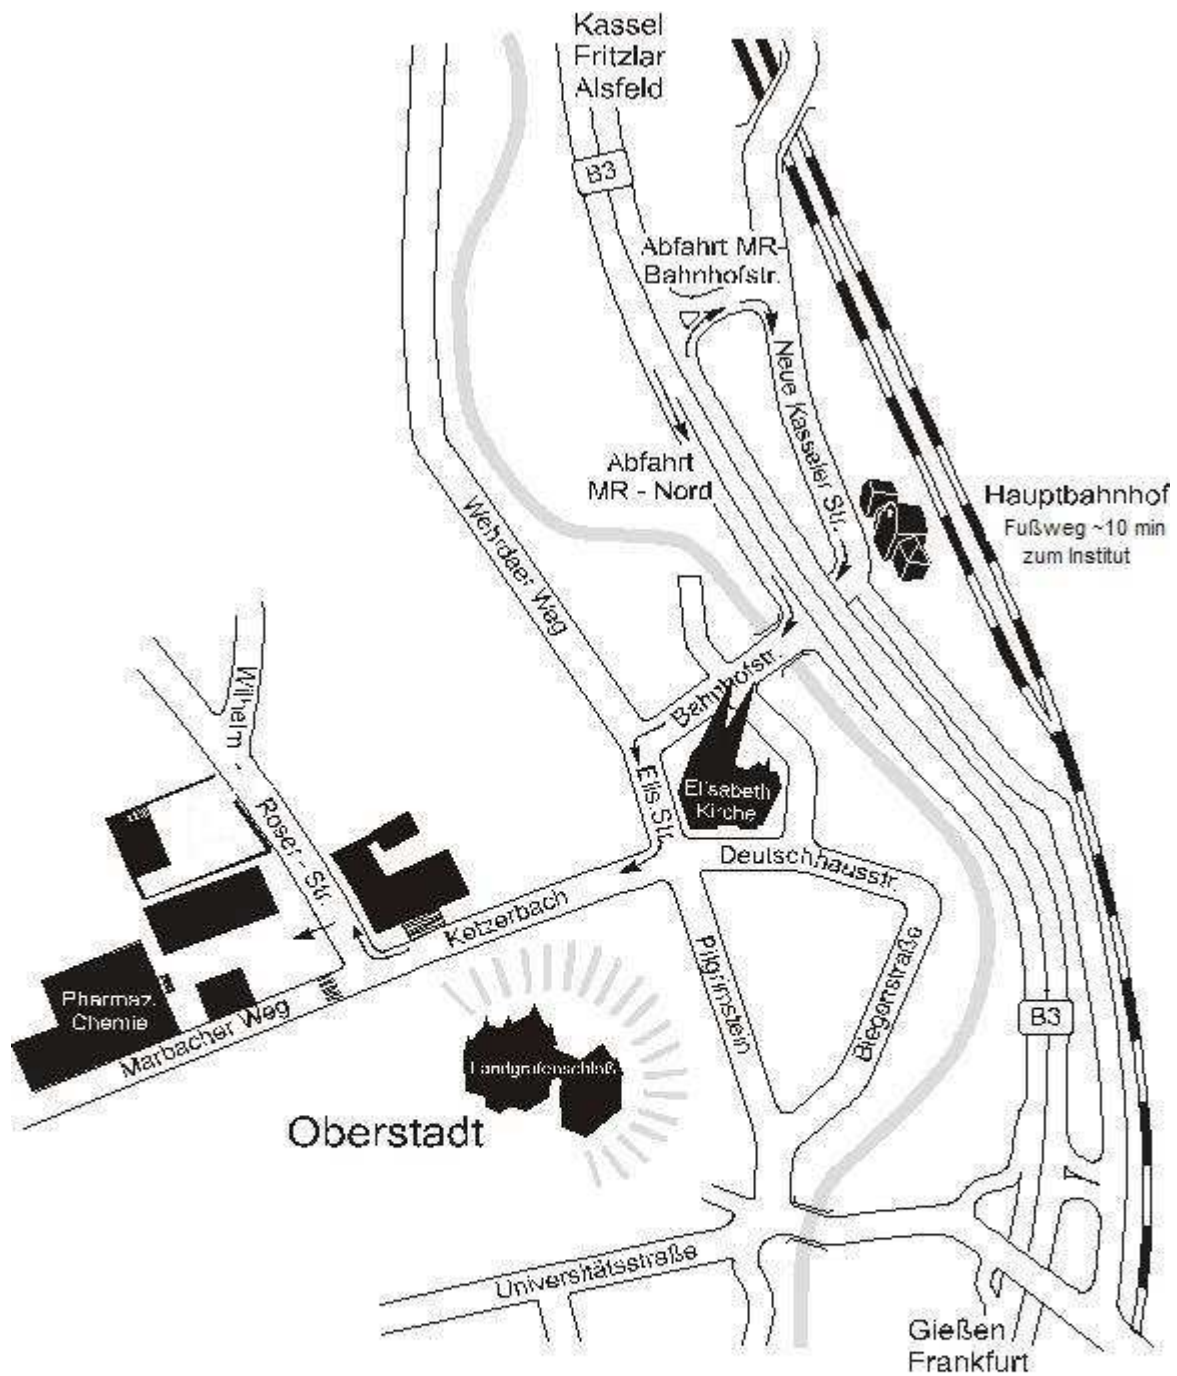 Kassel
Fritzlar
Alsfeld
B3
Abfahrt MR-
Bahnhofstr.
Neue Kasseler Str.
Abfahrt
MR - Nord
Hauptbahnhof
Fußweg ~10 min
zum Institut
Wehrdaer Weg
Bahnhofstr.
Wilhelm -
Roser - Str.
Elis Str.
Elisabeth
Kirche
Deutschhausstr.
Ketzerbach
Pilgrimstein
Biegenstraße
Pharmaz.
Chemie
Marbacher Weg
Landgrafenschloß
B3
Oberstadt
Universitätsstraße
Gießen
Frankfurt